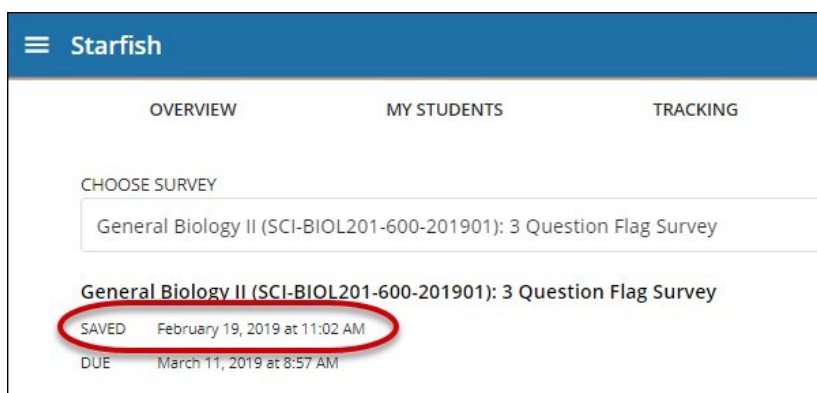 Starfish
OVERVIEW MY STUDENTS TRACKING
CHOOSE SURVEY
General Biology II (SCI-BIOL201-600-201901): 3 Question Flag Survey
General Biology II (SCI-BIOL201-600-201901): 3 Question Flag Survey
SAVED February 19, 2019 at 11:02 AM
DUE March 11, 2019 at 8:57 AM